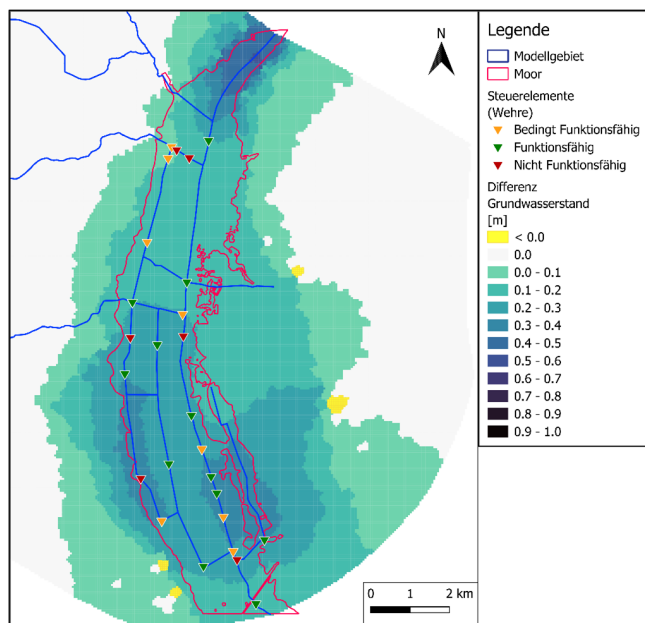 N
0 1 2 km
Legende
Modellgebiet
Moor
Steuerelemente
(Wehre)
Bedingt Funktionsfähig
Funktionsfähig
Nicht Funktionsfähig
Differenz
Grundwasserstand
[m]
< 0.0
0.0
0.0 - 0.1
0.1 - 0.2
0.2 - 0.3
0.3 - 0.4
0.4 - 0.5
0.5 - 0.6
0.6 - 0.7
0.7 - 0.8
0.8 - 0.9
0.9 - 1.0